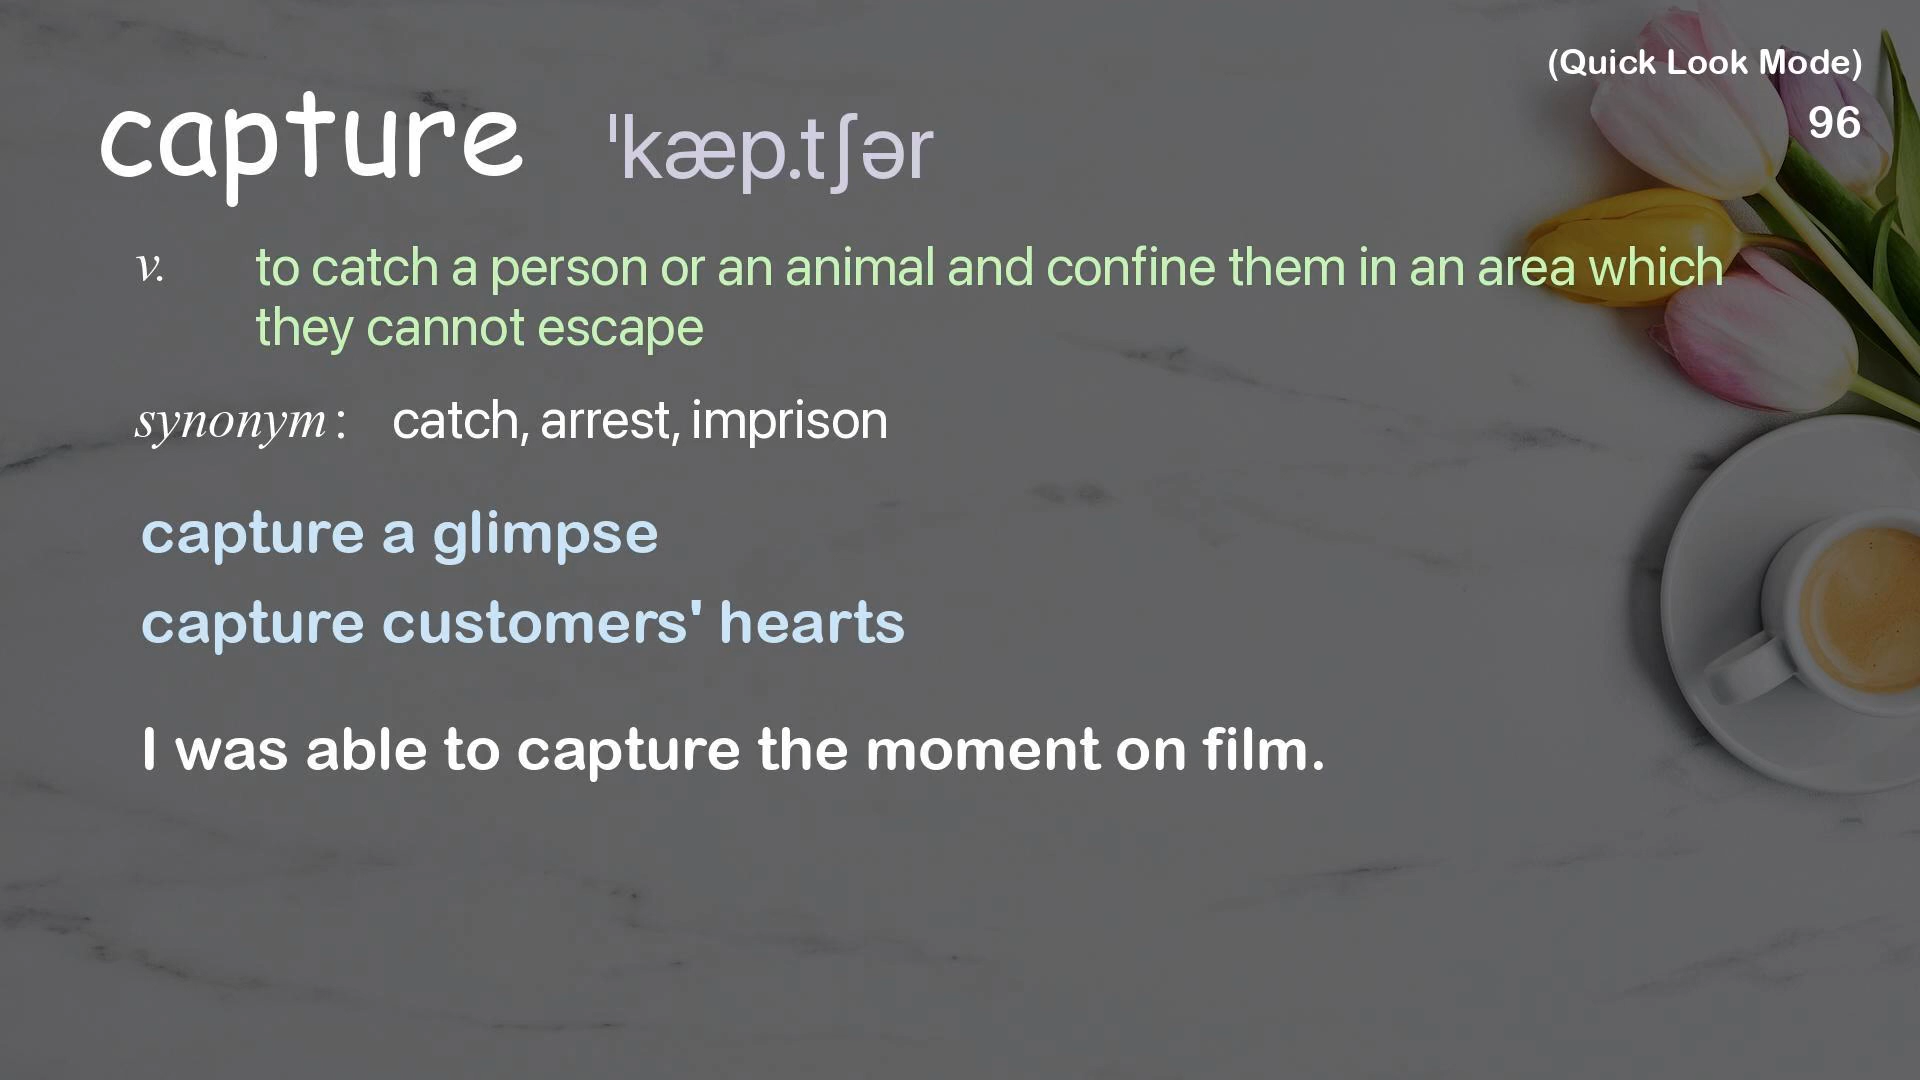 (Quick Look Mode)
96
capture ˈkæp.tʃər
v. to catch a person or an animal and confine them in an area which
they cannot escape
synonym: catch, arrest, imprison
capture a glimpse
capture customers' hearts
I was able to capture the moment on film.